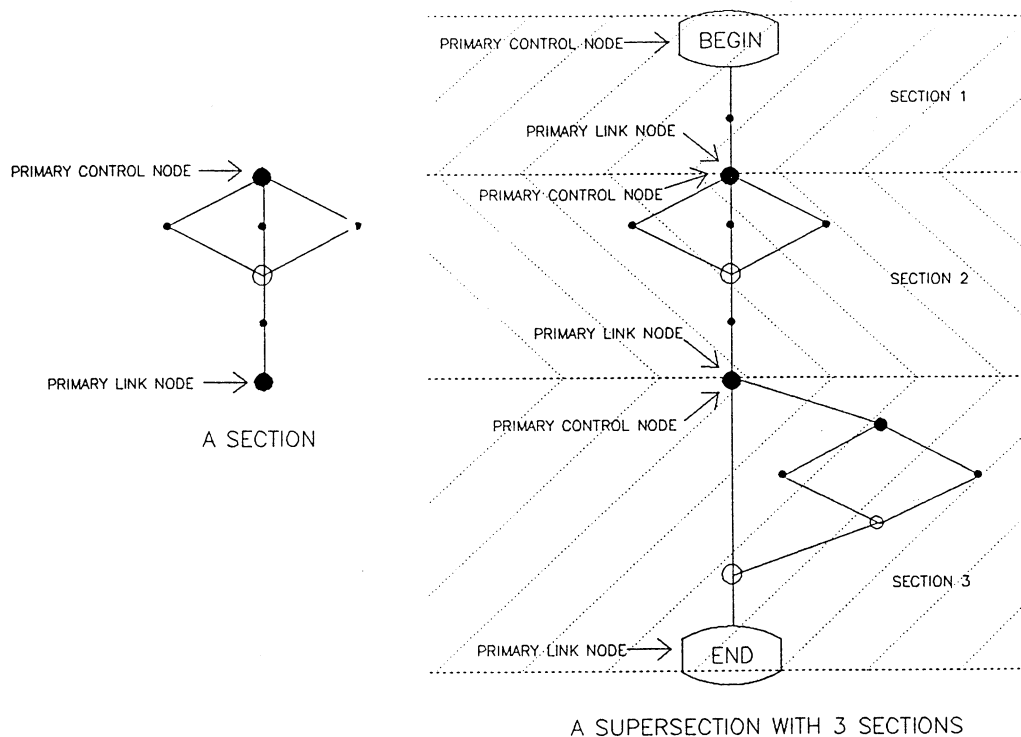 PRIMARY CONTROL NODE
PRIMARY LINK NODE
A SECTION
PRIMARY CONTROL NODE
BEGIN
SECTION 1
PRIMARY LINK NODE
PRIMARY CONTROL NODE
SECTION 2
PRIMARY LINK NODE
PRIMARY CONTROL NODE
SECTION 3
PRIMARY LINK NODE
END
A SUPERSECTION WITH 3 SECTIONS